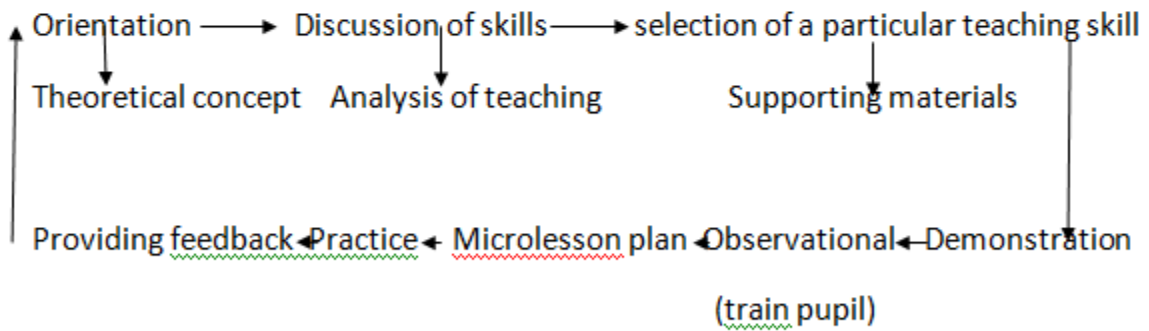 Orientation Discussion of skills selection of a particular teaching skill
Theoretical concept Analysis of teaching Supporting materials
Providing feedback Practice Microlesson plan Observational Demonstration
(train pupil)